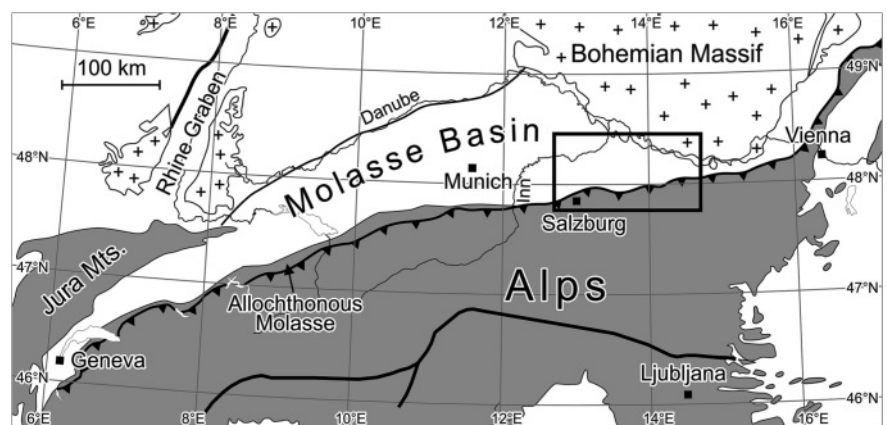 6°E
8°E
10°E
12°E
14°E
16°E
100 km
Bohemian Massif
49°N
Rhine-Graben
Danube
Vienna
48°N
Molasse Basin
Munich
Inn
48°N
Salzburg
Jura Mts.
47°N
Alps
Allochthonous
Molasse
47°N
Geneva
Ljubljana
46°N
46°N
6°E
8°E
10°E
12°E
14°E
16°E